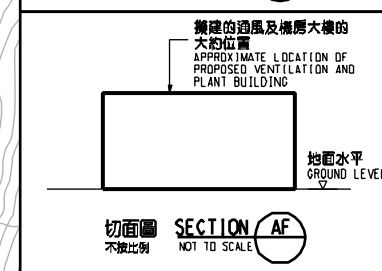 擬建的通風及機房大樓的
大約位置
APPROXIMATE LOCATION OF
PROPOSED VENTILATION AND
PLANT BUILDING
地面水平
GROUND LEVEL
切面圖 SECTION AF
不按比例 NOT TO SCALE